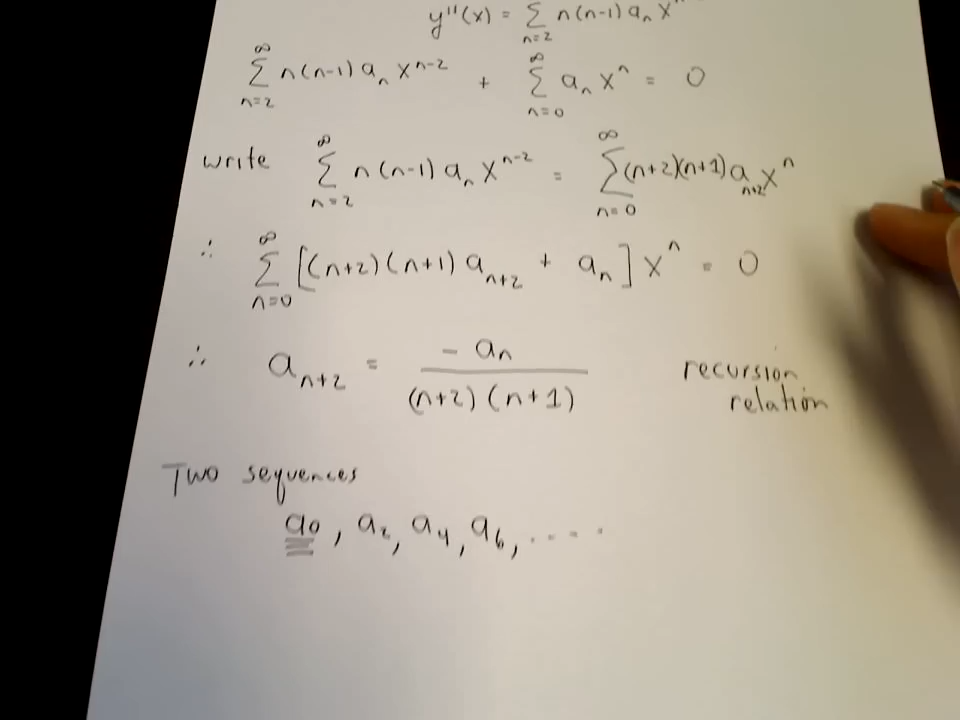 y''(x) = ∑_{n=2} n(n-1) a_n x
∑_{n=2}^{∞} n(n-1) a_n x^{n-2} + ∑_{n=0}^{∞} a_n x^n = 0
write ∑_{n=2}^{∞} n(n-1) a_n x^{n-2} = ∑_{n=0}^{∞} (n+2)(n+1) a_{n+2} x^n
∴ ∑_{n=0}^{∞} [(n+2)(n+1) a_{n+2} + a_n] x^n = 0
∴ a_{n+2} = -a_n / (n+2)(n+1) recursion
relation
Two sequences
a_0, a_2, a_4, a_6, .....